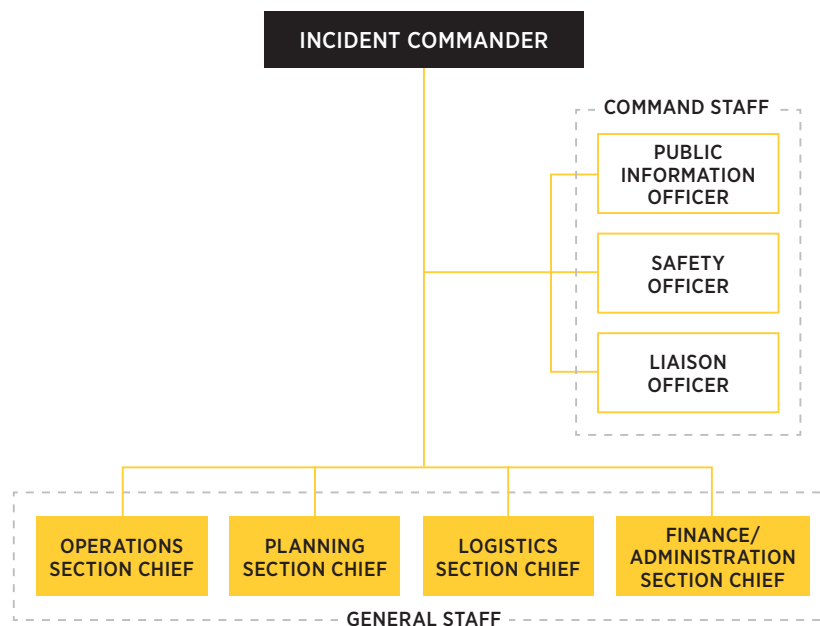 INCIDENT COMMANDER
COMMAND STAFF
PUBLIC
INFORMATION
OFFICER
SAFETY
OFFICER
LIAISON
OFFICER
OPERATIONS
SECTION CHIEF
PLANNING
SECTION CHIEF
LOGISTICS
SECTION CHIEF
FINANCE/
ADMINISTRATION
SECTION CHIEF
GENERAL STAFF